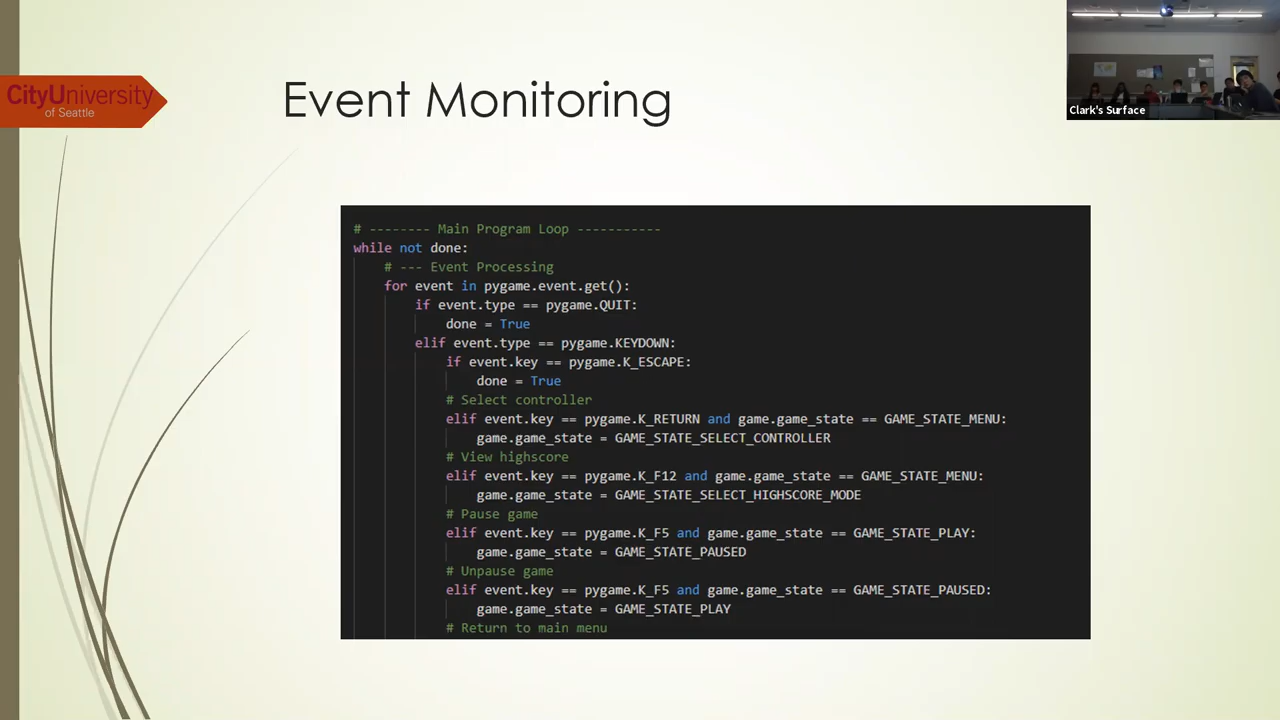 CityUniversity
of Seattle
Event Monitoring
Clark's Surface
# -------- Main Program Loop -----------
while not done:
    # --- Event Processing
    for event in pygame.event.get():
        if event.type == pygame.QUIT:
            done = True
        elif event.type == pygame.KEYDOWN:
            if event.key == pygame.K_ESCAPE:
                done = True
            # Select controller
            elif event.key == pygame.K_RETURN and game.game_state == GAME_STATE_MENU:
                game.game_state = GAME_STATE_SELECT_CONTROLLER
            # View highscore
            elif event.key == pygame.K_F12 and game.game_state == GAME_STATE_MENU:
                game.game_state = GAME_STATE_SELECT_HIGHSCORE_MODE
            # Pause game
            elif event.key == pygame.K_F5 and game.game_state == GAME_STATE_PLAY:
                game.game_state = GAME_STATE_PAUSED
            # Unpause game
            elif event.key == pygame.K_F5 and game.game_state == GAME_STATE_PAUSED:
                game.game_state = GAME_STATE_PLAY
            # Return to main menu